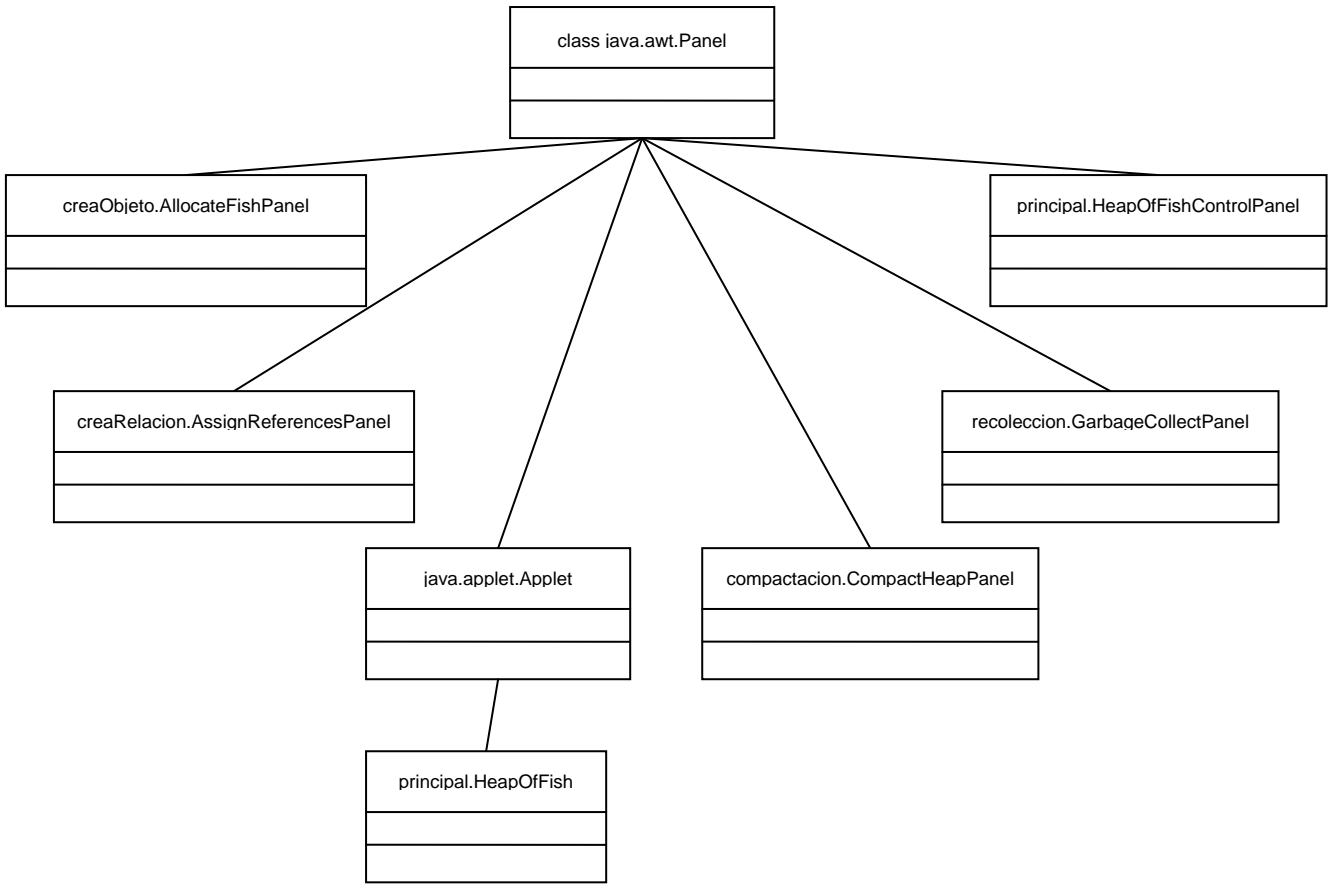 class java.awt.Panel
creaObjeto.AllocateFishPanel
principal.HeapOfFishControlPanel
creaRelacion.AssignReferencesPanel
recoleccion.GarbageCollectPanel
java.applet.Applet
compactacion.CompactHeapPanel
principal.HeapOfFish